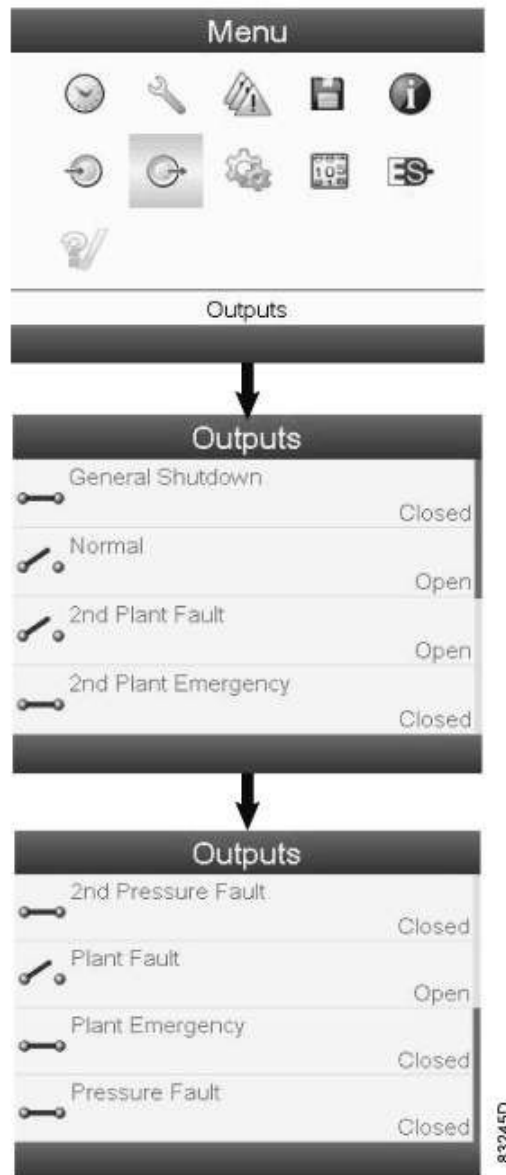 Menu
Outputs
Outputs
General Shutdown
Closed
Normal
Open
2nd Plant Fault
Open
2nd Plant Emergency
Closed
Outputs
2nd Pressure Fault
Closed
Plant Fault
Open
Plant Emergency
Closed
Pressure Fault
Closed
83245D